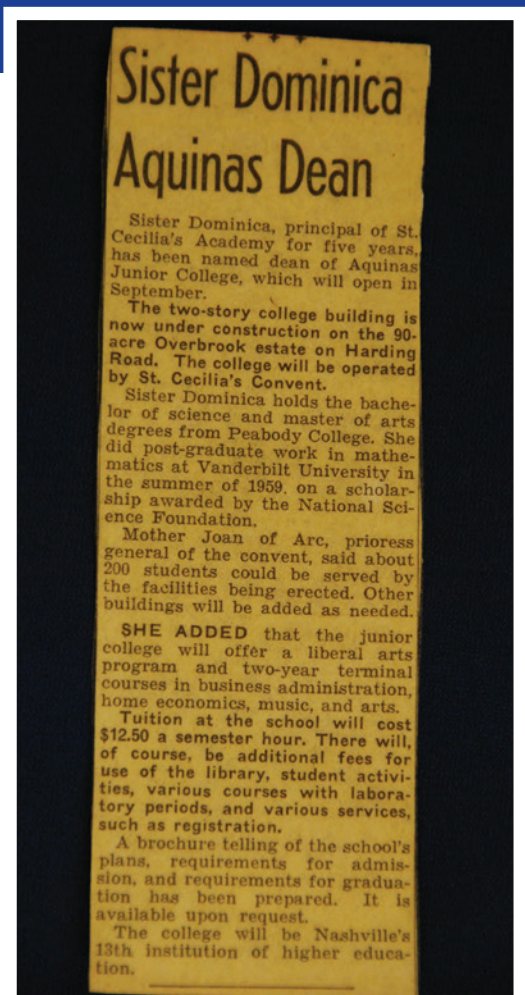 Sister Dominica
Aquinas Dean
Sister Dominica, principal of St.
Cecilia's Academy for five years,
has been named dean of Aquinas
Junior College, which will open in
September.
The two-story college building is
now under construction on the 90-
acre Overbrook estate on Harding
Road. The college will be operated
by St. Cecilia's Convent.
Sister Dominica holds the bache-
lor of science and master of arts
degrees from Peabody College. She
did post-graduate work in mathe-
matics at Vanderbilt University in
the summer of 1959, on a scholar-
ship awarded by the National Sci-
ence Foundation.
Mother Joan of Arc, prioress
general of the convent, said about
200 students could be served by
the facilities being erected. Other
buildings will be added as needed.
SHE ADDED that the junior
college will offer a liberal arts
program and two-year terminal
courses in business administration,
home economics, music, and arts.
Tuition at the school will cost
$12.50 a semester hour. There will,
of course, be additional fees for
use of the library, student activi-
ties, various courses with labora-
tory periods, and various services,
such as registration.
A brochure telling of the school's
plans, requirements for admis-
sion, and requirements for gradua-
tion has been prepared. It is
available upon request.
The college will be Nashville's
13th institution of higher educa-
tion.